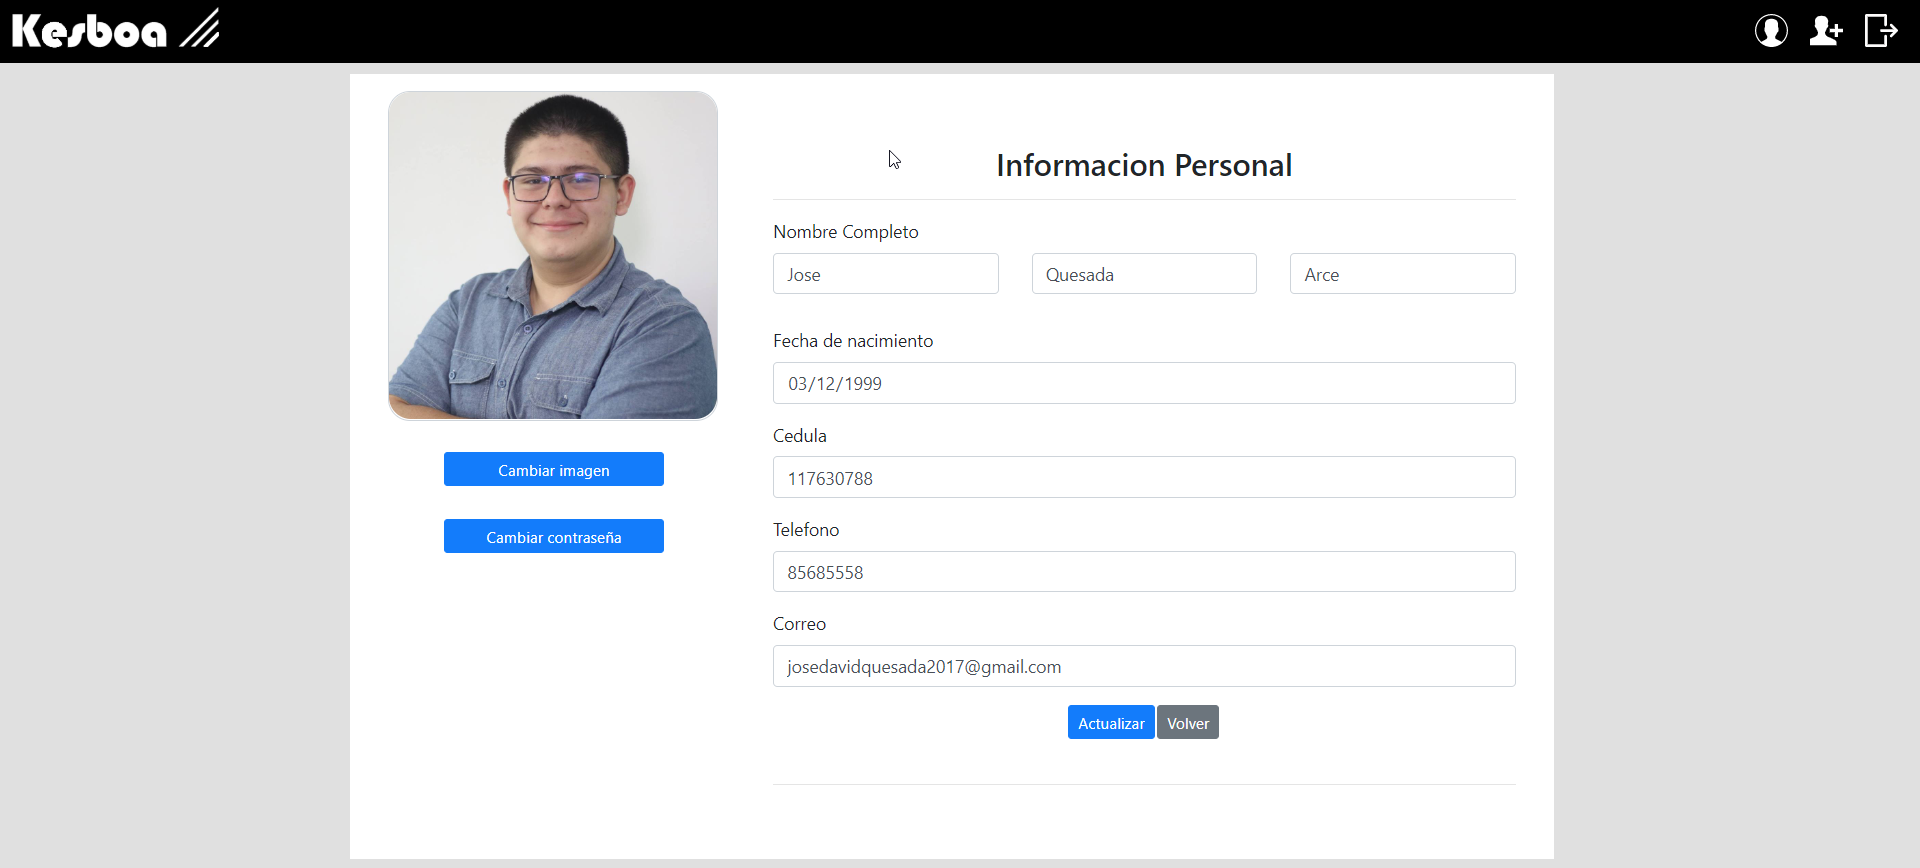 Kesboa
Informacion Personal
Nombre Completo
Jose Quesada Arce
Fecha de nacimiento
03/12/1999
Cedula
117630788
Telefono
85685558
Correo
josedavidquesada2017@gmail.com
Actualizar Volver
Cambiar imagen
Cambiar contraseña